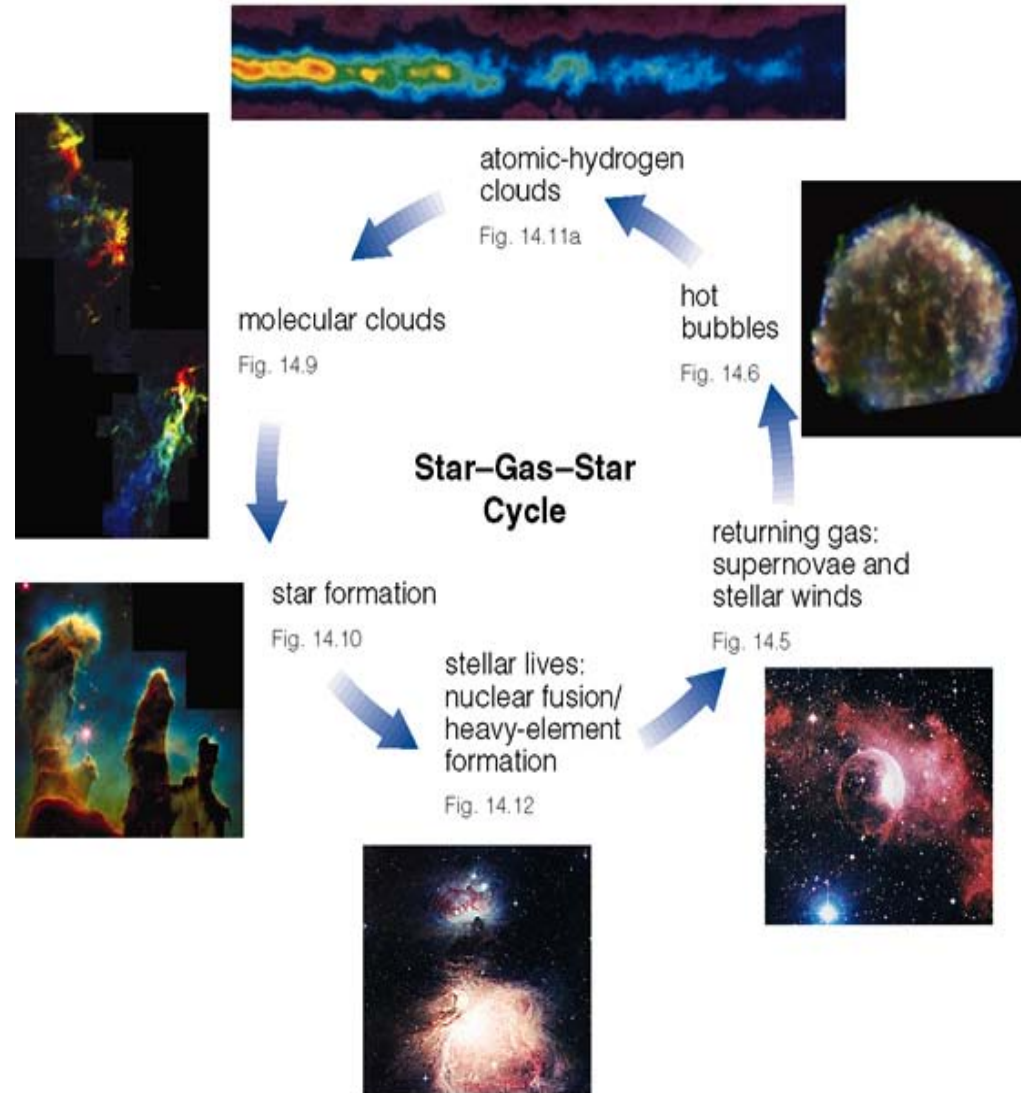 atomic-hydrogen
clouds
Fig. 14.11a
hot
bubbles
Fig. 14.6
molecular clouds
Fig. 14.9
Star–Gas–Star
Cycle
returning gas:
supernovae and
stellar winds
Fig. 14.5
star formation
Fig. 14.10
stellar lives:
nuclear fusion/
heavy-element
formation
Fig. 14.12